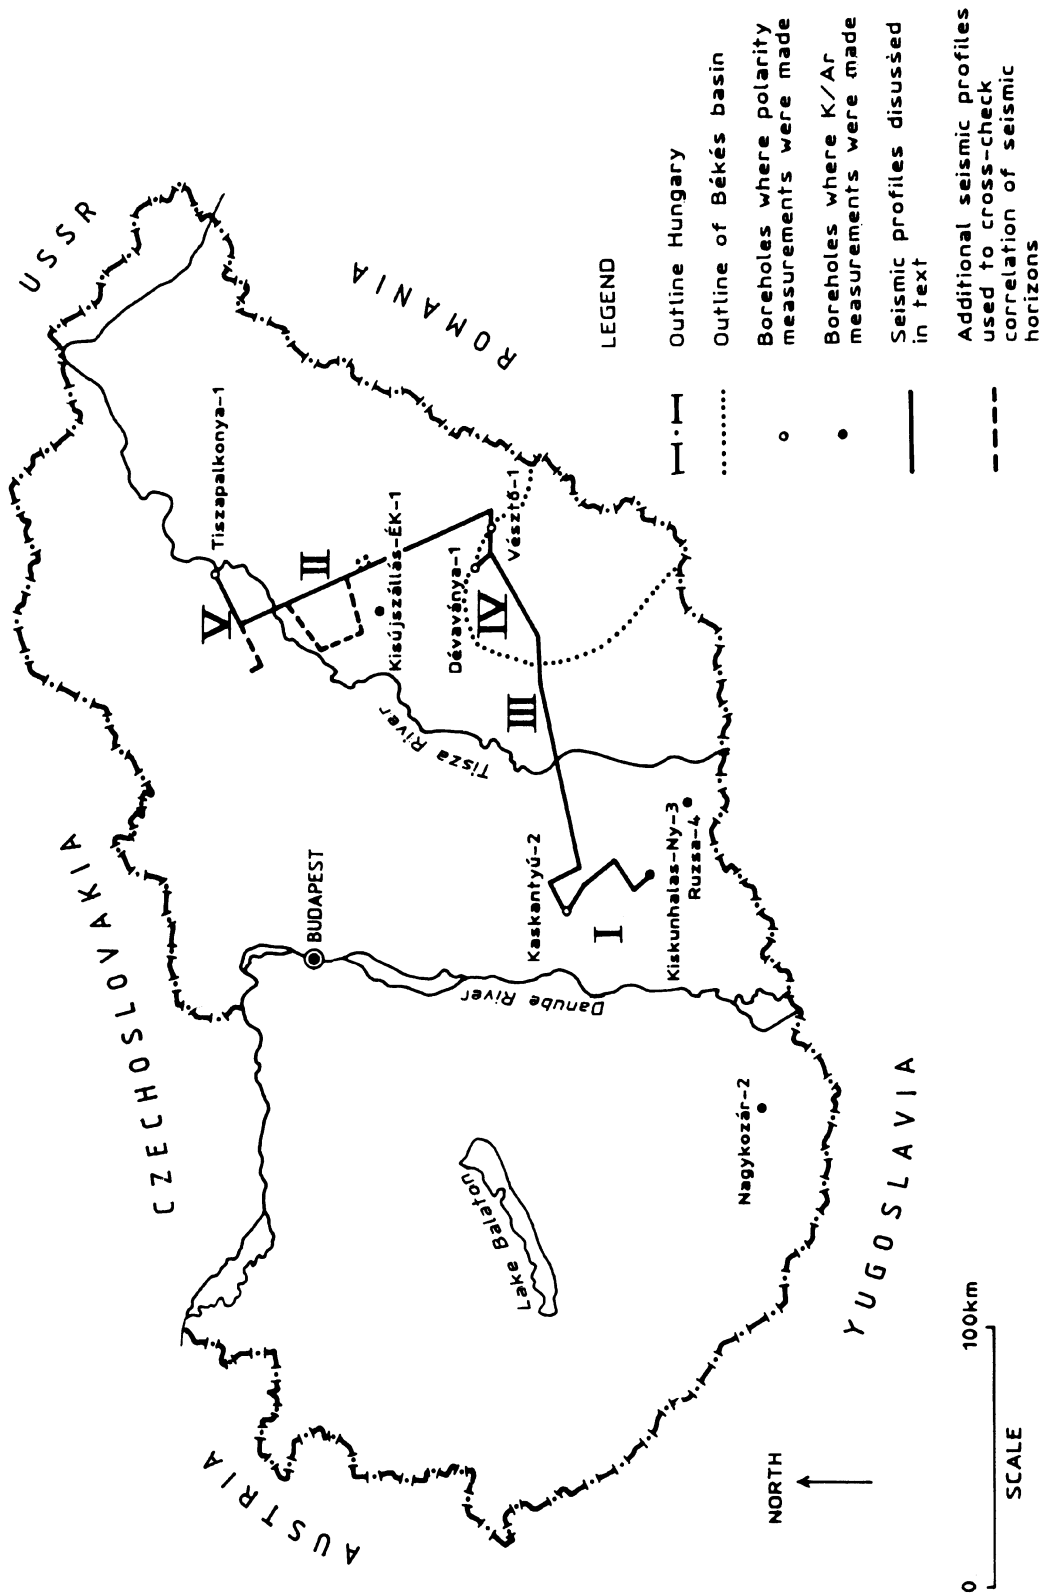 USSR
CZECHOSLOVAKIA
ROMANIA
AUSTRIA
YUGOSLAVIA
Tiszapalkonya-1
V
II
Kisújszállás-ÉK-1
BUDAPEST
Tisza River
Dévaványa-1
IV
Vésztő-1
III
Lake Balaton
Danube River
Kaskantyú-2
I
Kiskunhalas-Ny-3
Ruzsa-4
Nagykozár-2
NORTH
0
100km
SCALE
LEGEND
Outline Hungary
Outline of Békés basin
Boreholes where polarity
measurements were made
Boreholes where K/Ar
measurements were made
Seismic profiles disussed
in text
Additional seismic profiles
used to cross-check
correlation of seismic
horizons